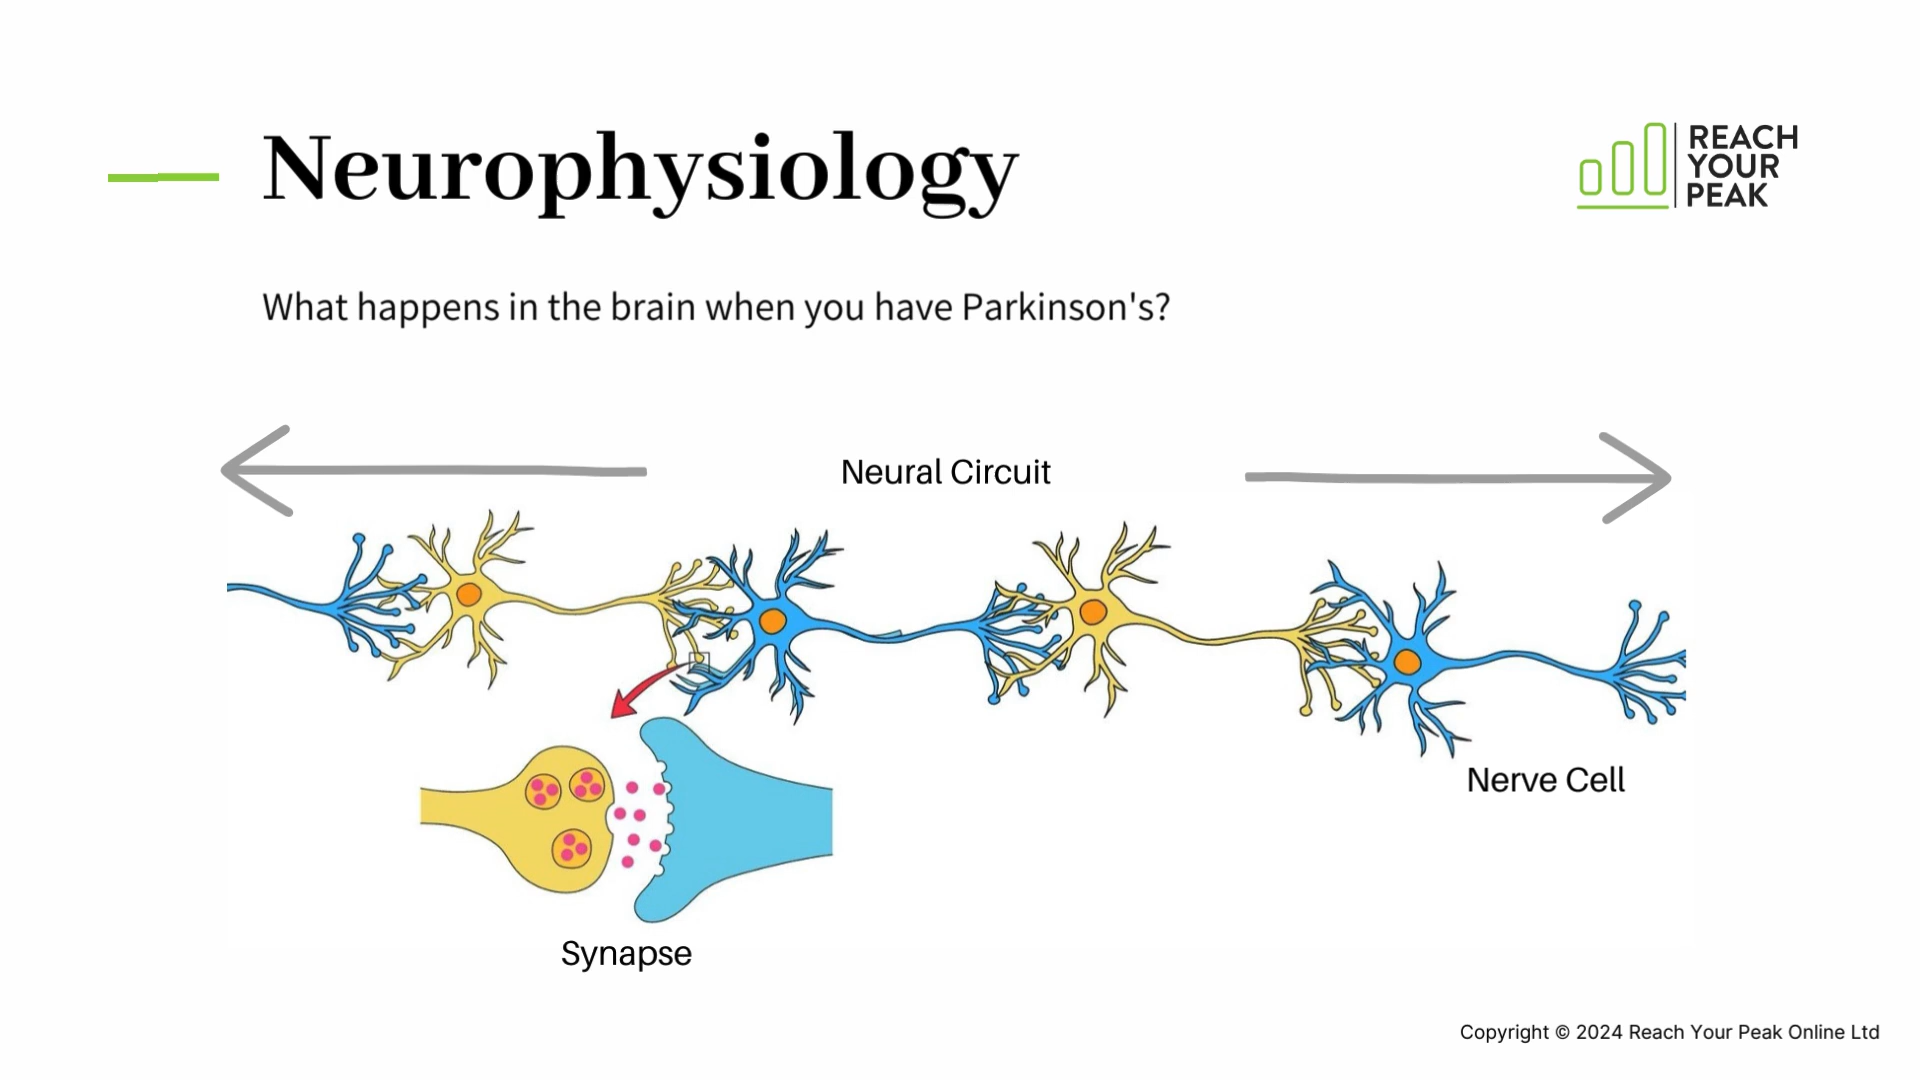 Neurophysiology
REACH
YOUR
PEAK
What happens in the brain when you have Parkinson's?
Neural Circuit
Nerve Cell
Synapse
Copyright © 2024 Reach Your Peak Online Ltd